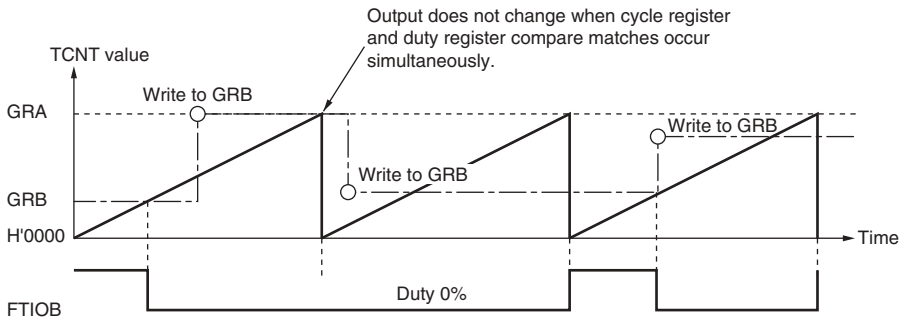 Output does not change when cycle register
and duty register compare matches occur
simultaneously.
TCNT value
Write to GRB
GRA
Write to GRB
Write to GRB
GRB
H'0000
Time
Duty 0%
FTIOB